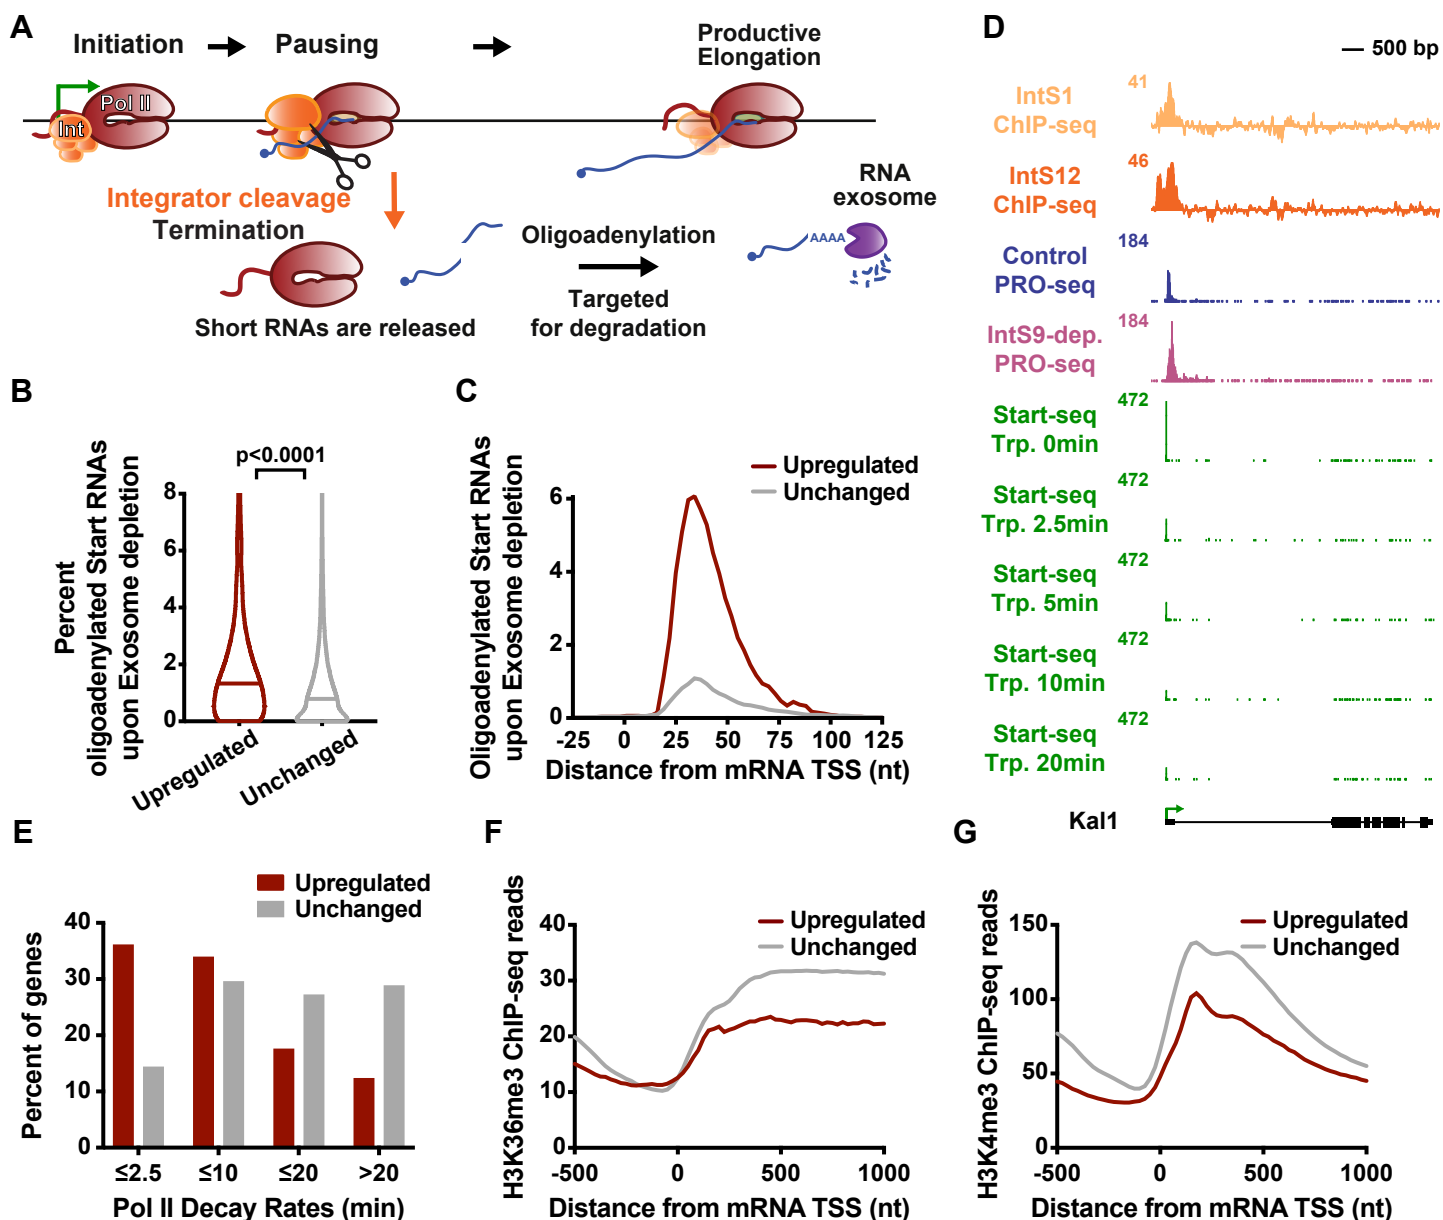 A
Initiation
Pausing
Productive
Elongation
Pol II
Int
Integrator cleavage
Termination
Short RNAs are released
Oligoadenylation
Targeted
for degradation
RNA
exosome
AAAA
B
Percent
oligoadenylated Start RNAs
upon Exosome depletion
p<0.0001
8
6
4
2
0
Upregulated
Unchanged
C
Oligoadenylated Start RNAs
upon Exosome depletion
Upregulated
Unchanged
6
4
2
0
-25
0
25
50
75
100
125
Distance from mRNA TSS (nt)
D
500 bp
IntS1
ChIP-seq
41
IntS12
ChIP-seq
46
Control
PRO-seq
184
IntS9-dep.
PRO-seq
184
Start-seq
Trp. 0min
472
Start-seq
Trp. 2.5min
472
Start-seq
Trp. 5min
472
Start-seq
Trp. 10min
472
Start-seq
Trp. 20min
472
Kal1
E
Upregulated
Unchanged
Percent of genes
40
30
20
10
0
≤2.5
≤10
≤20
>20
Pol II Decay Rates (min)
F
H3K36me3 ChIP-seq reads
Upregulated
Unchanged
40
30
20
10
0
-500
0
500
1000
Distance from mRNA TSS (nt)
G
H3K4me3 ChIP-seq reads
Upregulated
Unchanged
150
100
50
0
-500
0
500
1000
Distance from mRNA TSS (nt)